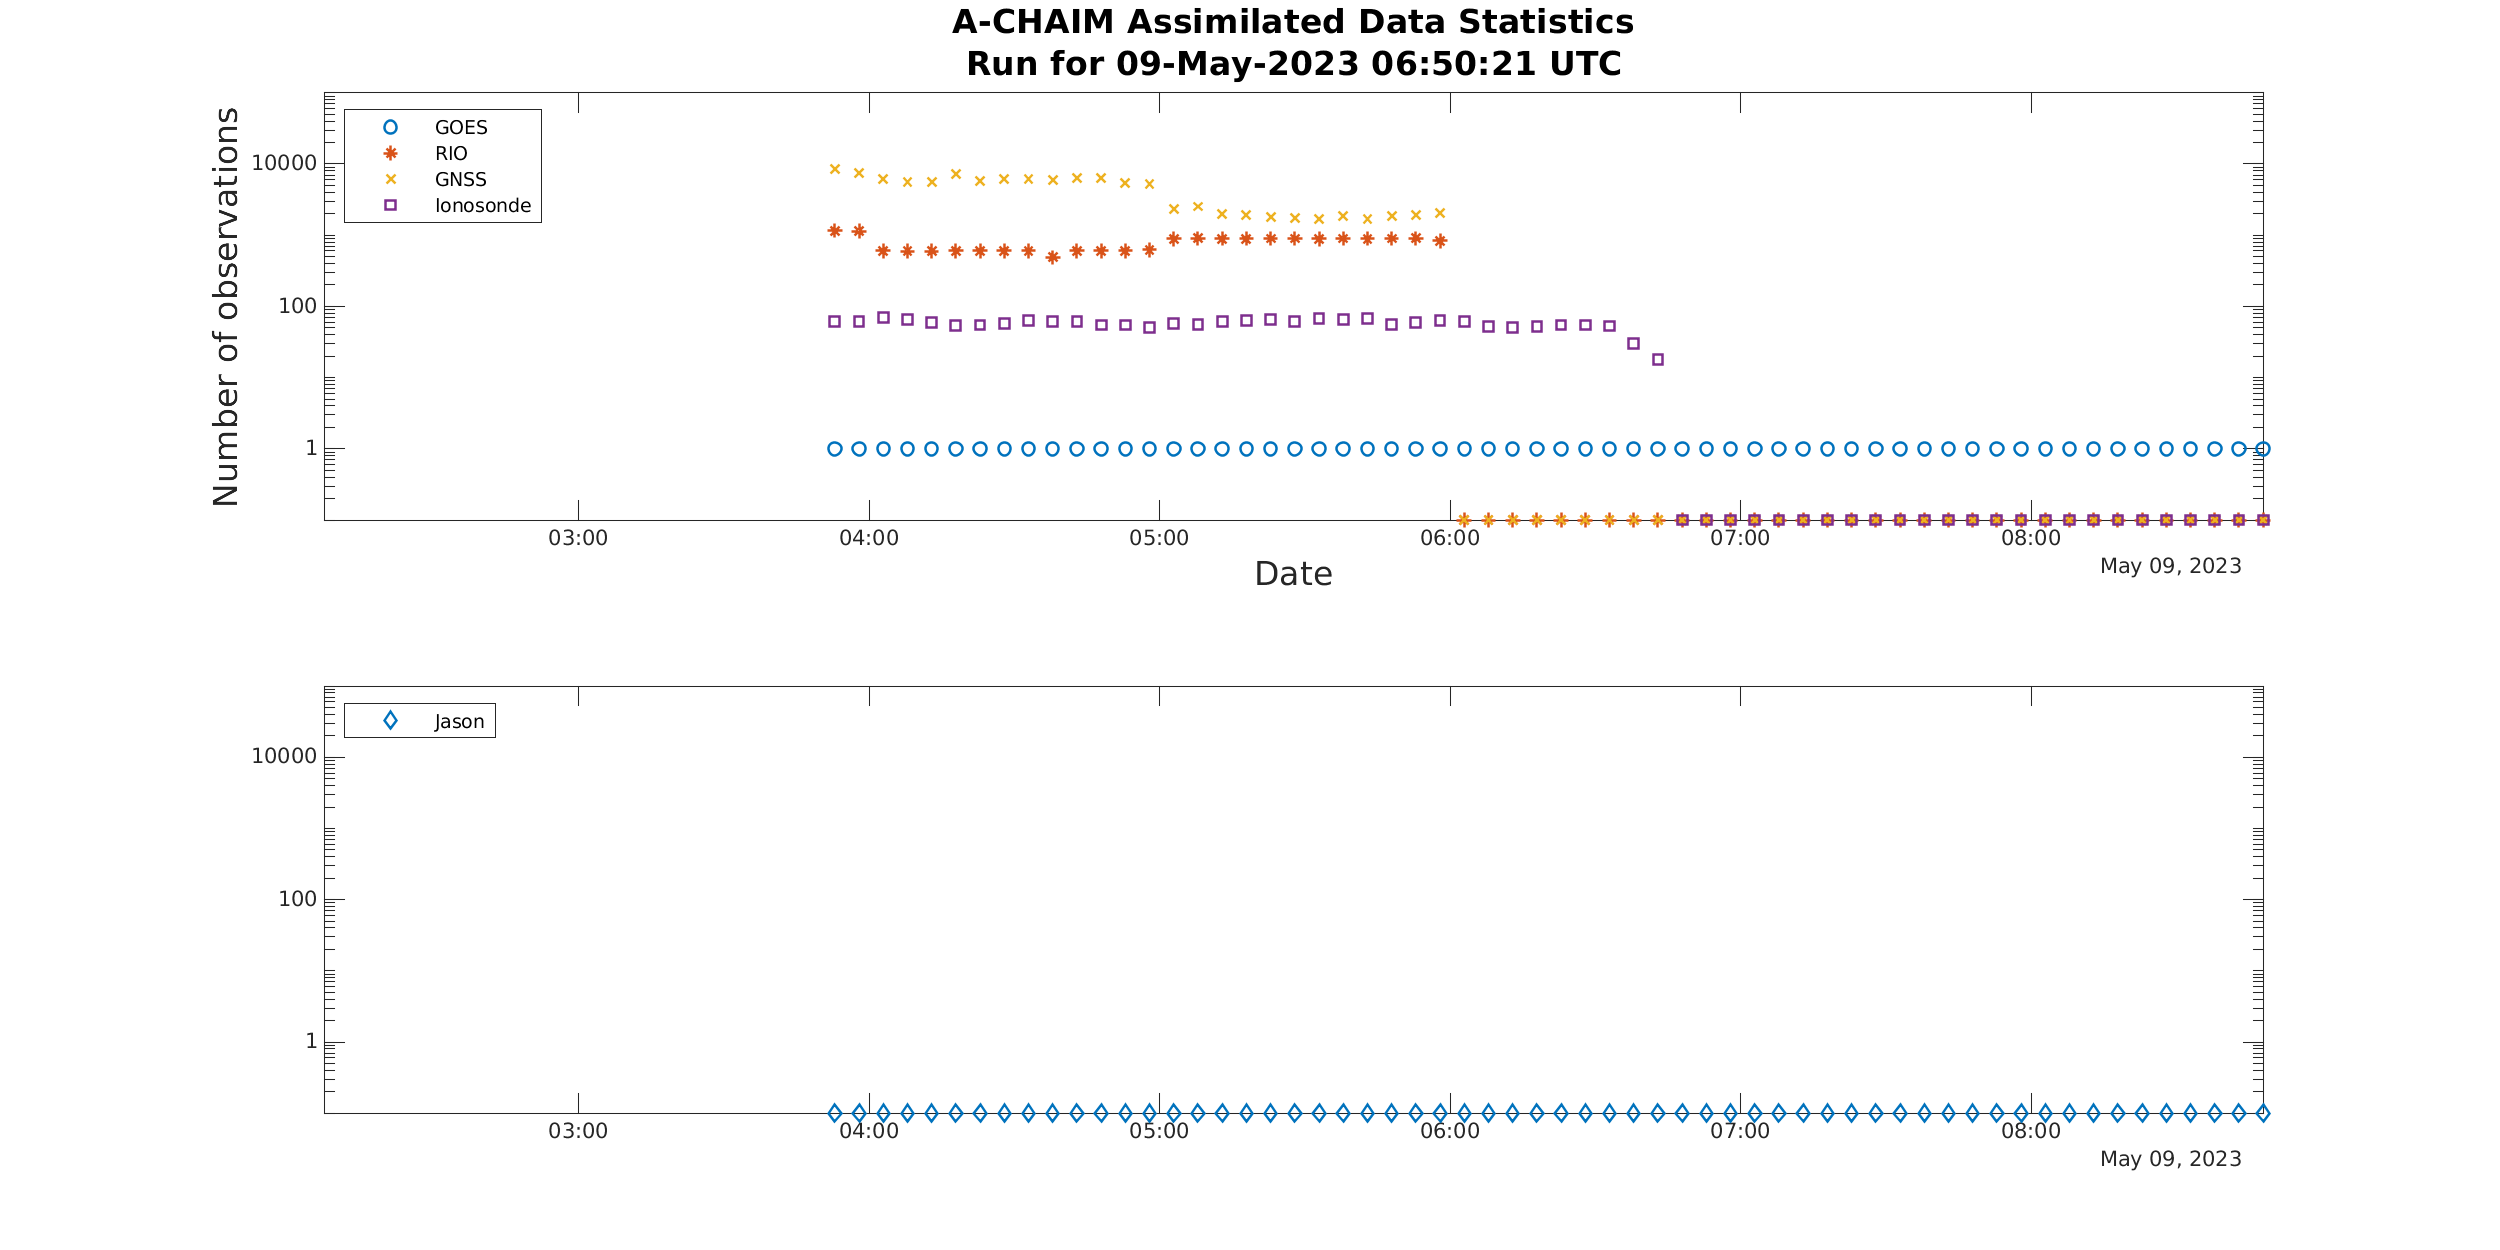 A-CHAIM Assimilated Data Statistics
Run for 09-May-2023 06:50:21 UTC
Number of observations
10000
100
1
GOES
RIO
GNSS
Ionosonde
03:00
04:00
05:00
06:00
07:00
08:00
Date
May 09, 2023
Jason
10000
100
1
03:00
04:00
05:00
06:00
07:00
08:00
May 09, 2023